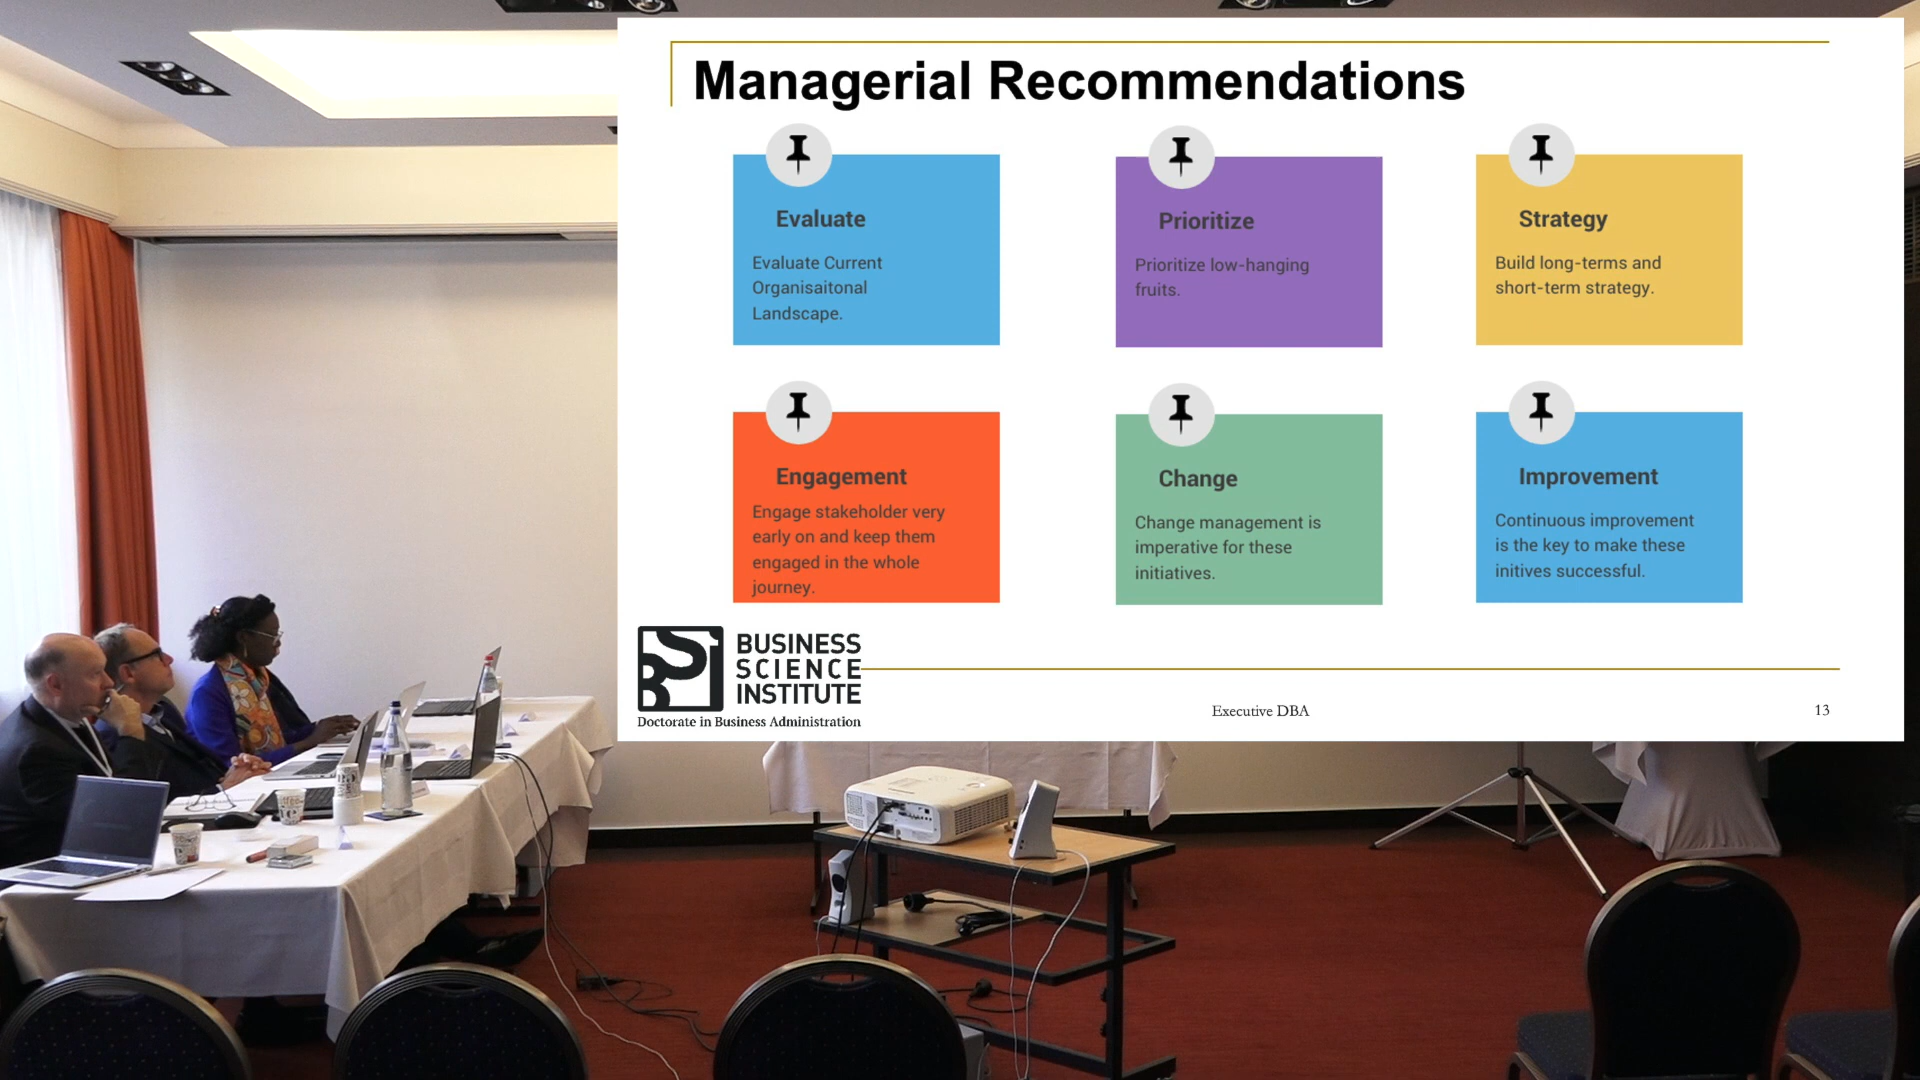 Managerial Recommendations
Evaluate
Evaluate Current
Organisaitonal
Landscape.
Prioritize
Prioritize low-hanging
fruits.
Strategy
Build long-terms and
short-term strategy.
Engagement
Engage stakeholder very
early on and keep them
engaged in the whole
journey.
Change
Change management is
imperative for these
initiatives.
Improvement
Continuous improvement
is the key to make these
initives successful.
BSi
BUSINESS
SCIENCE
INSTITUTE
Doctorate in Business Administration
Executive DBA
13